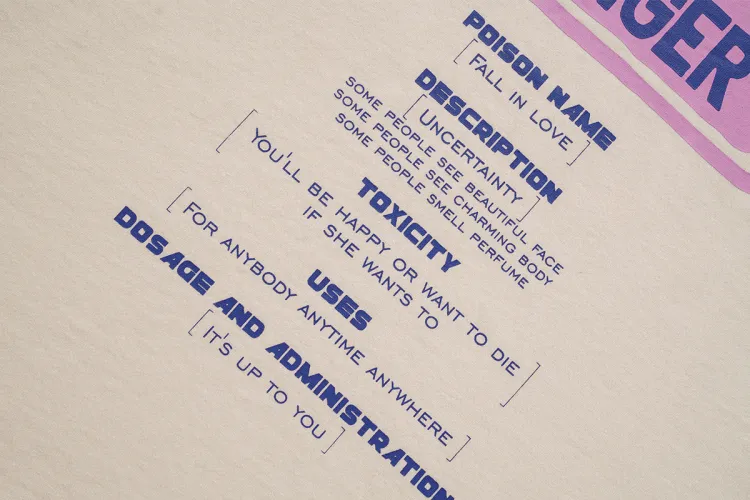 GER
POISON NAME
[FALL IN LOVE]
DESCRIPTION
[UNCERTAINTY]
SOME PEOPLE SEE BEAUTIFUL FACE
SOME PEOPLE SEE CHARMING BODY
SOME PEOPLE SMELL PERFUME
TOXICITY
[YOU'LL BE HAPPY OR WANT TO DIE
IF SHE WANTS TO]
USES
[FOR ANYBODY ANYTIME ANYWHERE]
DOSAGE AND ADMINISTRATION
[IT'S UP TO YOU]